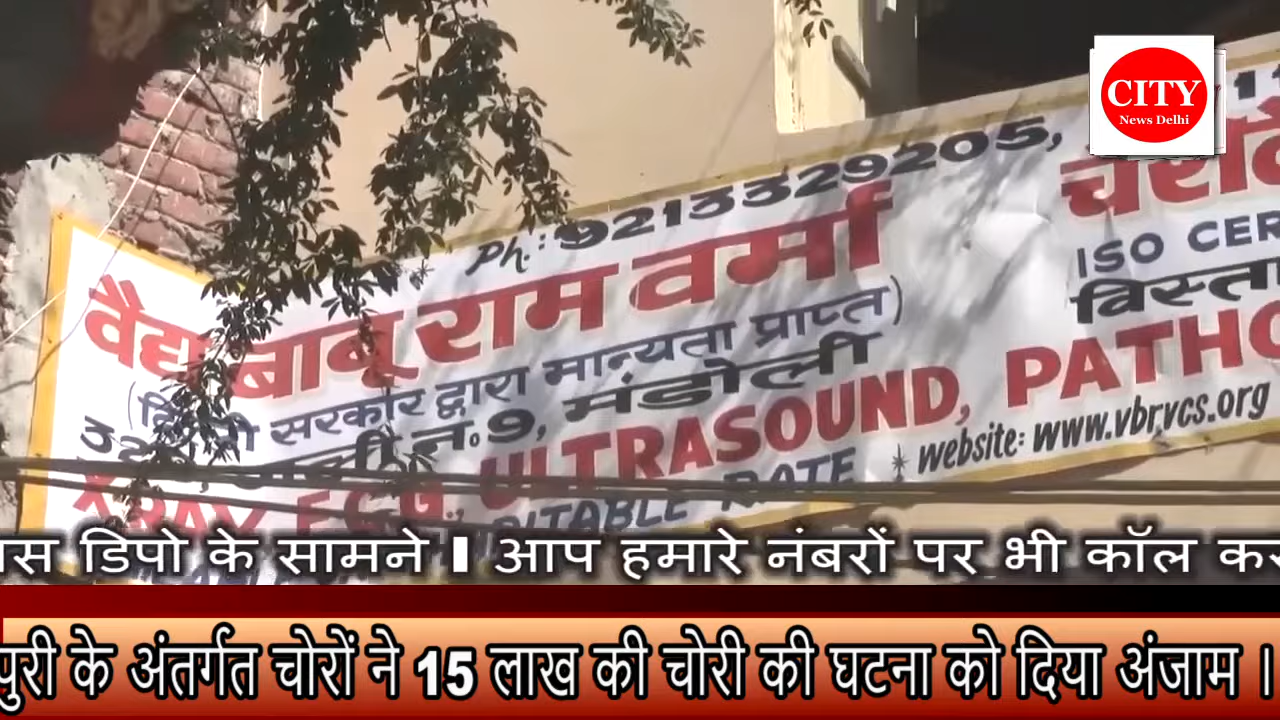 CITY
News Delhi
Ph.: 9213329205,
वैद्य बाबू राम वर्मा
सरकार द्वारा मान्यता प्राप्त)
गली न॰ 9, मंडोली
X-RAY, E.C.G., ULTRASOUND, PATHO
RATE
website: www.vbrvcs.org
ISO CER
विस्ता
स डिपो के सामने । आप हमारे नंबरों पर भी कॉल कर
पुरी के अंतर्गत चोरों ने 15 लाख की चोरी की घटना को दिया अंजाम ।